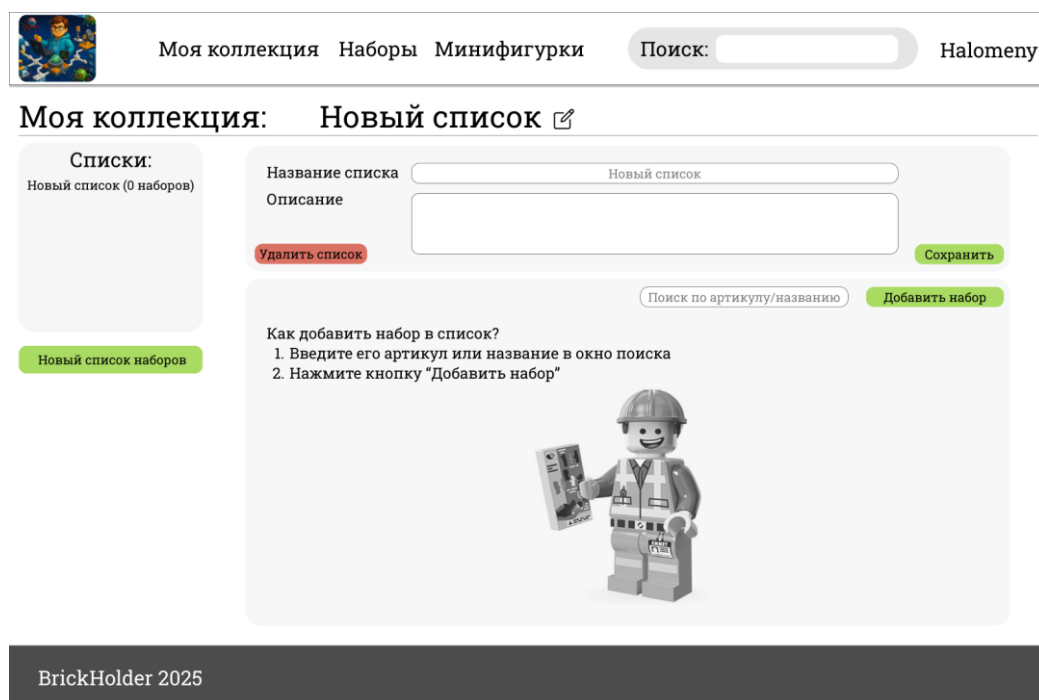 Моя коллекция Наборы Минифигурки Поиск: Halomeny
Моя коллекция: Новый список
Списки:
Новый список (0 наборов)
Новый список наборов
Название списка Новый список
Описание
Удалить список Сохранить
Поиск по артикулу/названию Добавить набор
Как добавить набор в список?
1. Введите его артикул или название в окно поиска
2. Нажмите кнопку “Добавить набор”
EMMET
BrickHolder 2025